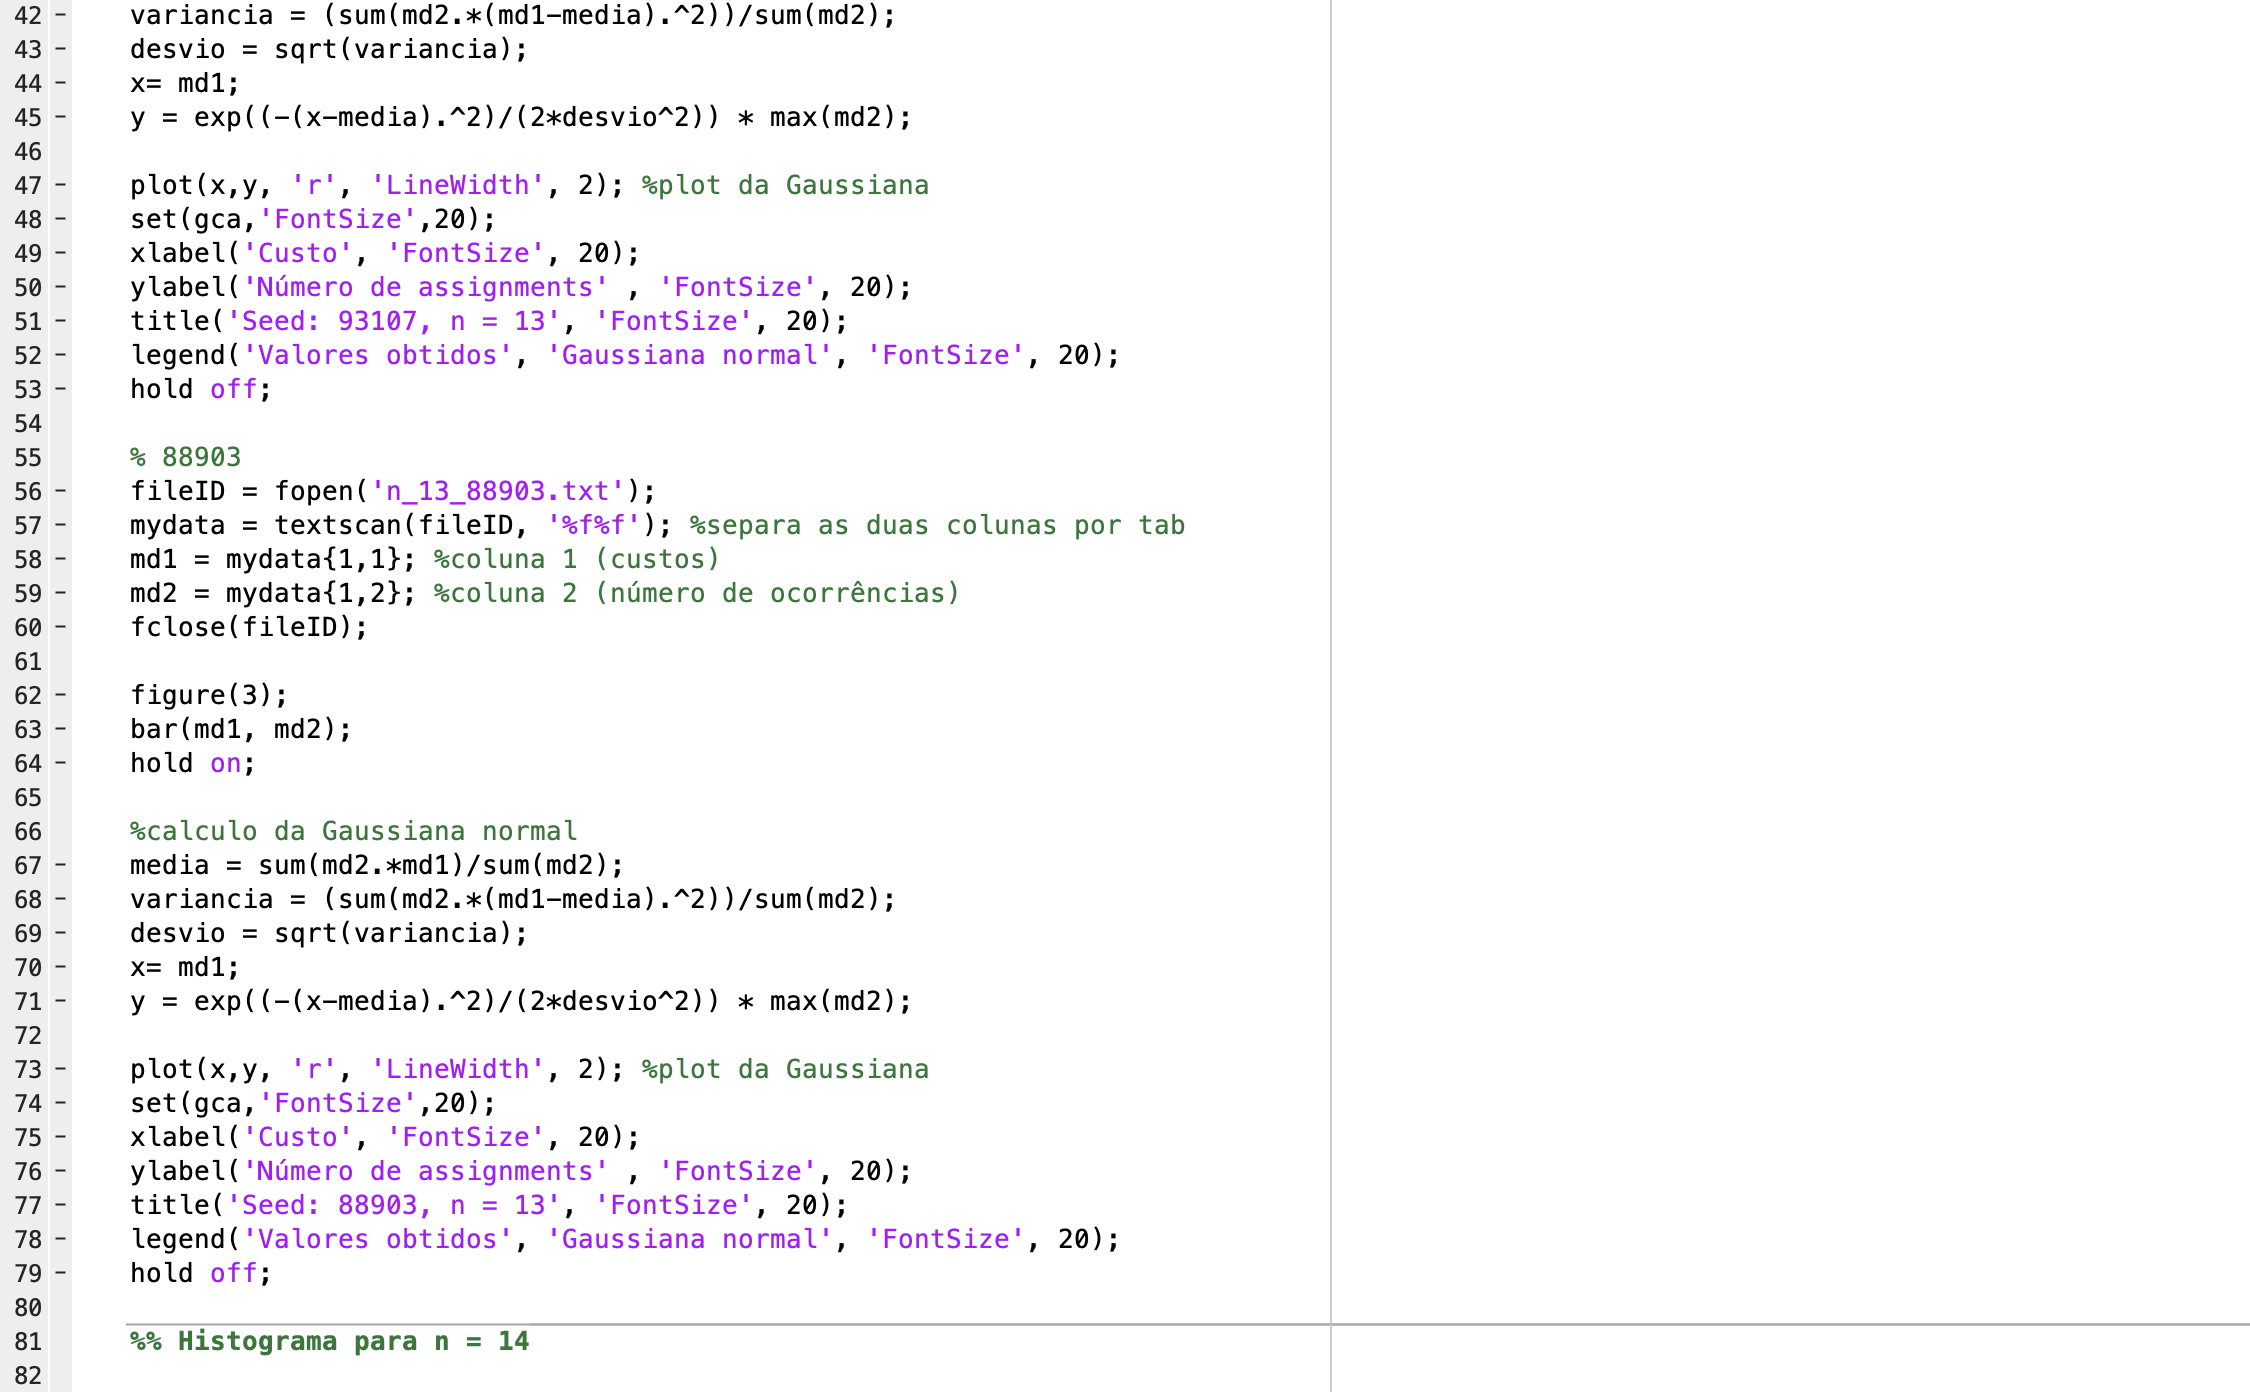 42 - variancia = (sum(md2.*(md1-media).^2))/sum(md2);
43 - desvio = sqrt(variancia);
44 - x= md1;
45 - y = exp((-(x-media).^2)/(2*desvio^2)) * max(md2);
46
47 - plot(x,y, 'r', 'LineWidth', 2); %plot da Gaussiana
48 - set(gca,'FontSize',20);
49 - xlabel('Custo', 'FontSize', 20);
50 - ylabel('Número de assignments' , 'FontSize', 20);
51 - title('Seed: 93107, n = 13', 'FontSize', 20);
52 - legend('Valores obtidos', 'Gaussiana normal', 'FontSize', 20);
53 - hold off;
54
55 % 88903
56 - fileID = fopen('n_13_88903.txt');
57 - mydata = textscan(fileID, '%f%f'); %separa as duas colunas por tab
58 - md1 = mydata{1,1}; %coluna 1 (custos)
59 - md2 = mydata{1,2}; %coluna 2 (número de ocorrências)
60 - fclose(fileID);
61
62 - figure(3);
63 - bar(md1, md2);
64 - hold on;
65
66 %calculo da Gaussiana normal
67 - media = sum(md2.*md1)/sum(md2);
68 - variancia = (sum(md2.*(md1-media).^2))/sum(md2);
69 - desvio = sqrt(variancia);
70 - x= md1;
71 - y = exp((-(x-media).^2)/(2*desvio^2)) * max(md2);
72
73 - plot(x,y, 'r', 'LineWidth', 2); %plot da Gaussiana
74 - set(gca,'FontSize',20);
75 - xlabel('Custo', 'FontSize', 20);
76 - ylabel('Número de assignments' , 'FontSize', 20);
77 - title('Seed: 88903, n = 13', 'FontSize', 20);
78 - legend('Valores obtidos', 'Gaussiana normal', 'FontSize', 20);
79 - hold off;
80
81 %% Histograma para n = 14
82